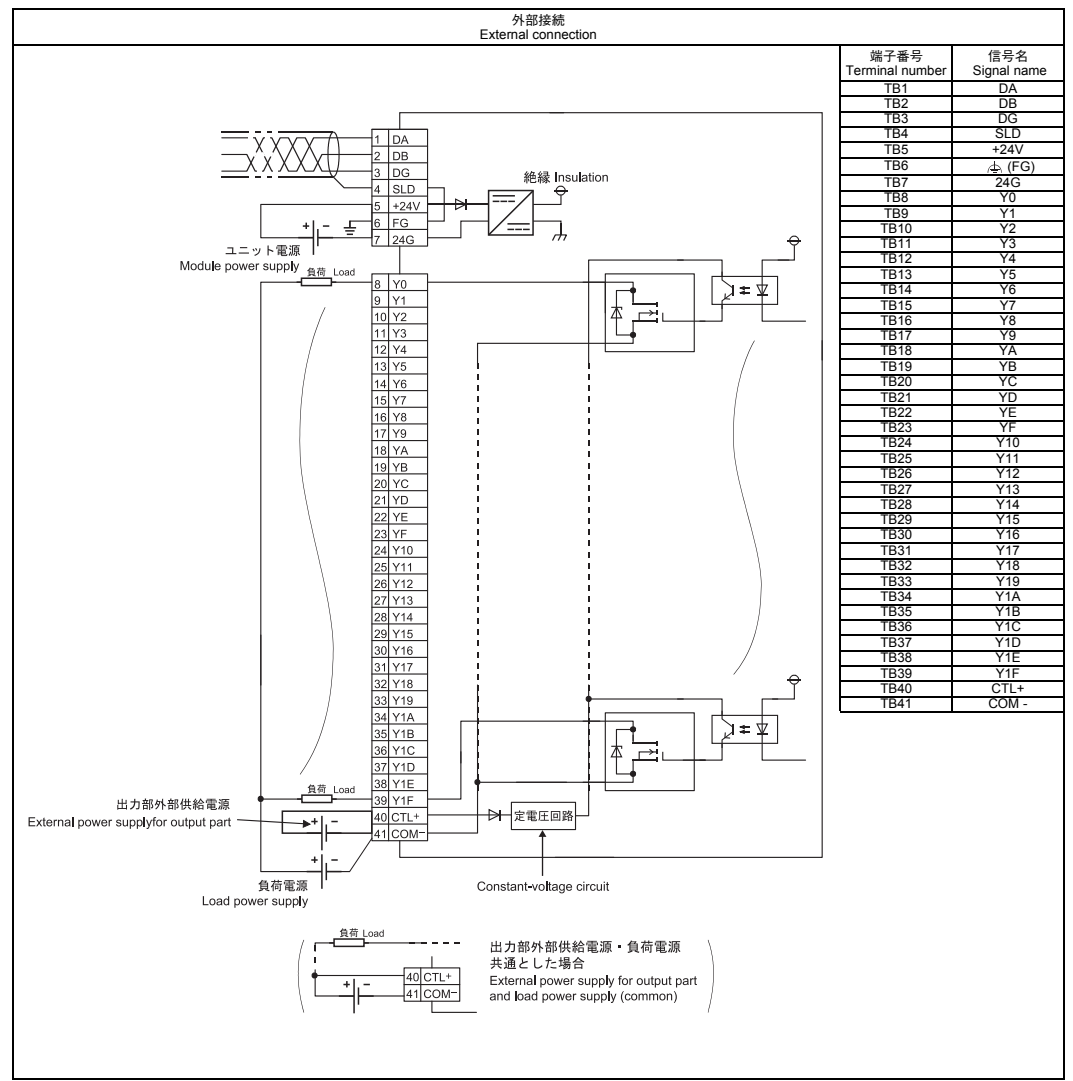 外部接続
External connection
端子番号 信号名
Terminal number Signal name
TB1 DA
TB2 DB
TB3 DG
TB4 SLD
TB5 +24V
TB6 (FG)
TB7 24G
TB8 Y0
TB9 Y1
TB10 Y2
TB11 Y3
TB12 Y4
TB13 Y5
TB14 Y6
TB15 Y7
TB16 Y8
TB17 Y9
TB18 YA
TB19 YB
TB20 YC
TB21 YD
TB22 YE
TB23 YF
TB24 Y10
TB25 Y11
TB26 Y12
TB27 Y13
TB28 Y14
TB29 Y15
TB30 Y16
TB31 Y17
TB32 Y18
TB33 Y19
TB34 Y1A
TB35 Y1B
TB36 Y1C
TB37 Y1D
TB38 Y1E
TB39 Y1F
TB40 CTL+
TB41 COM -
1 DA
2 DB
3 DG
4 SLD
5 +24V
6 FG
7 24G
絶縁 Insulation
+ -
ユニット電源
Module power supply
負荷 Load
8 Y0
9 Y1
10 Y2
11 Y3
12 Y4
13 Y5
14 Y6
15 Y7
16 Y8
17 Y9
18 YA
19 YB
20 YC
21 YD
22 YE
23 YF
24 Y10
25 Y11
26 Y12
27 Y13
28 Y14
29 Y15
30 Y16
31 Y17
32 Y18
33 Y19
34 Y1A
35 Y1B
36 Y1C
37 Y1D
38 Y1E
39 Y1F
40 CTL+
41 COM-
負荷 Load
出力部外部供給電源
External power supplyfor output part
+ -
定電圧回路
Constant-voltage circuit
+ -
負荷電源
Load power supply
負荷 Load
40 CTL+
41 COM-
+ -
出力部外部供給電源・負荷電源
共通とした場合
External power supply for output part
and load power supply (common)